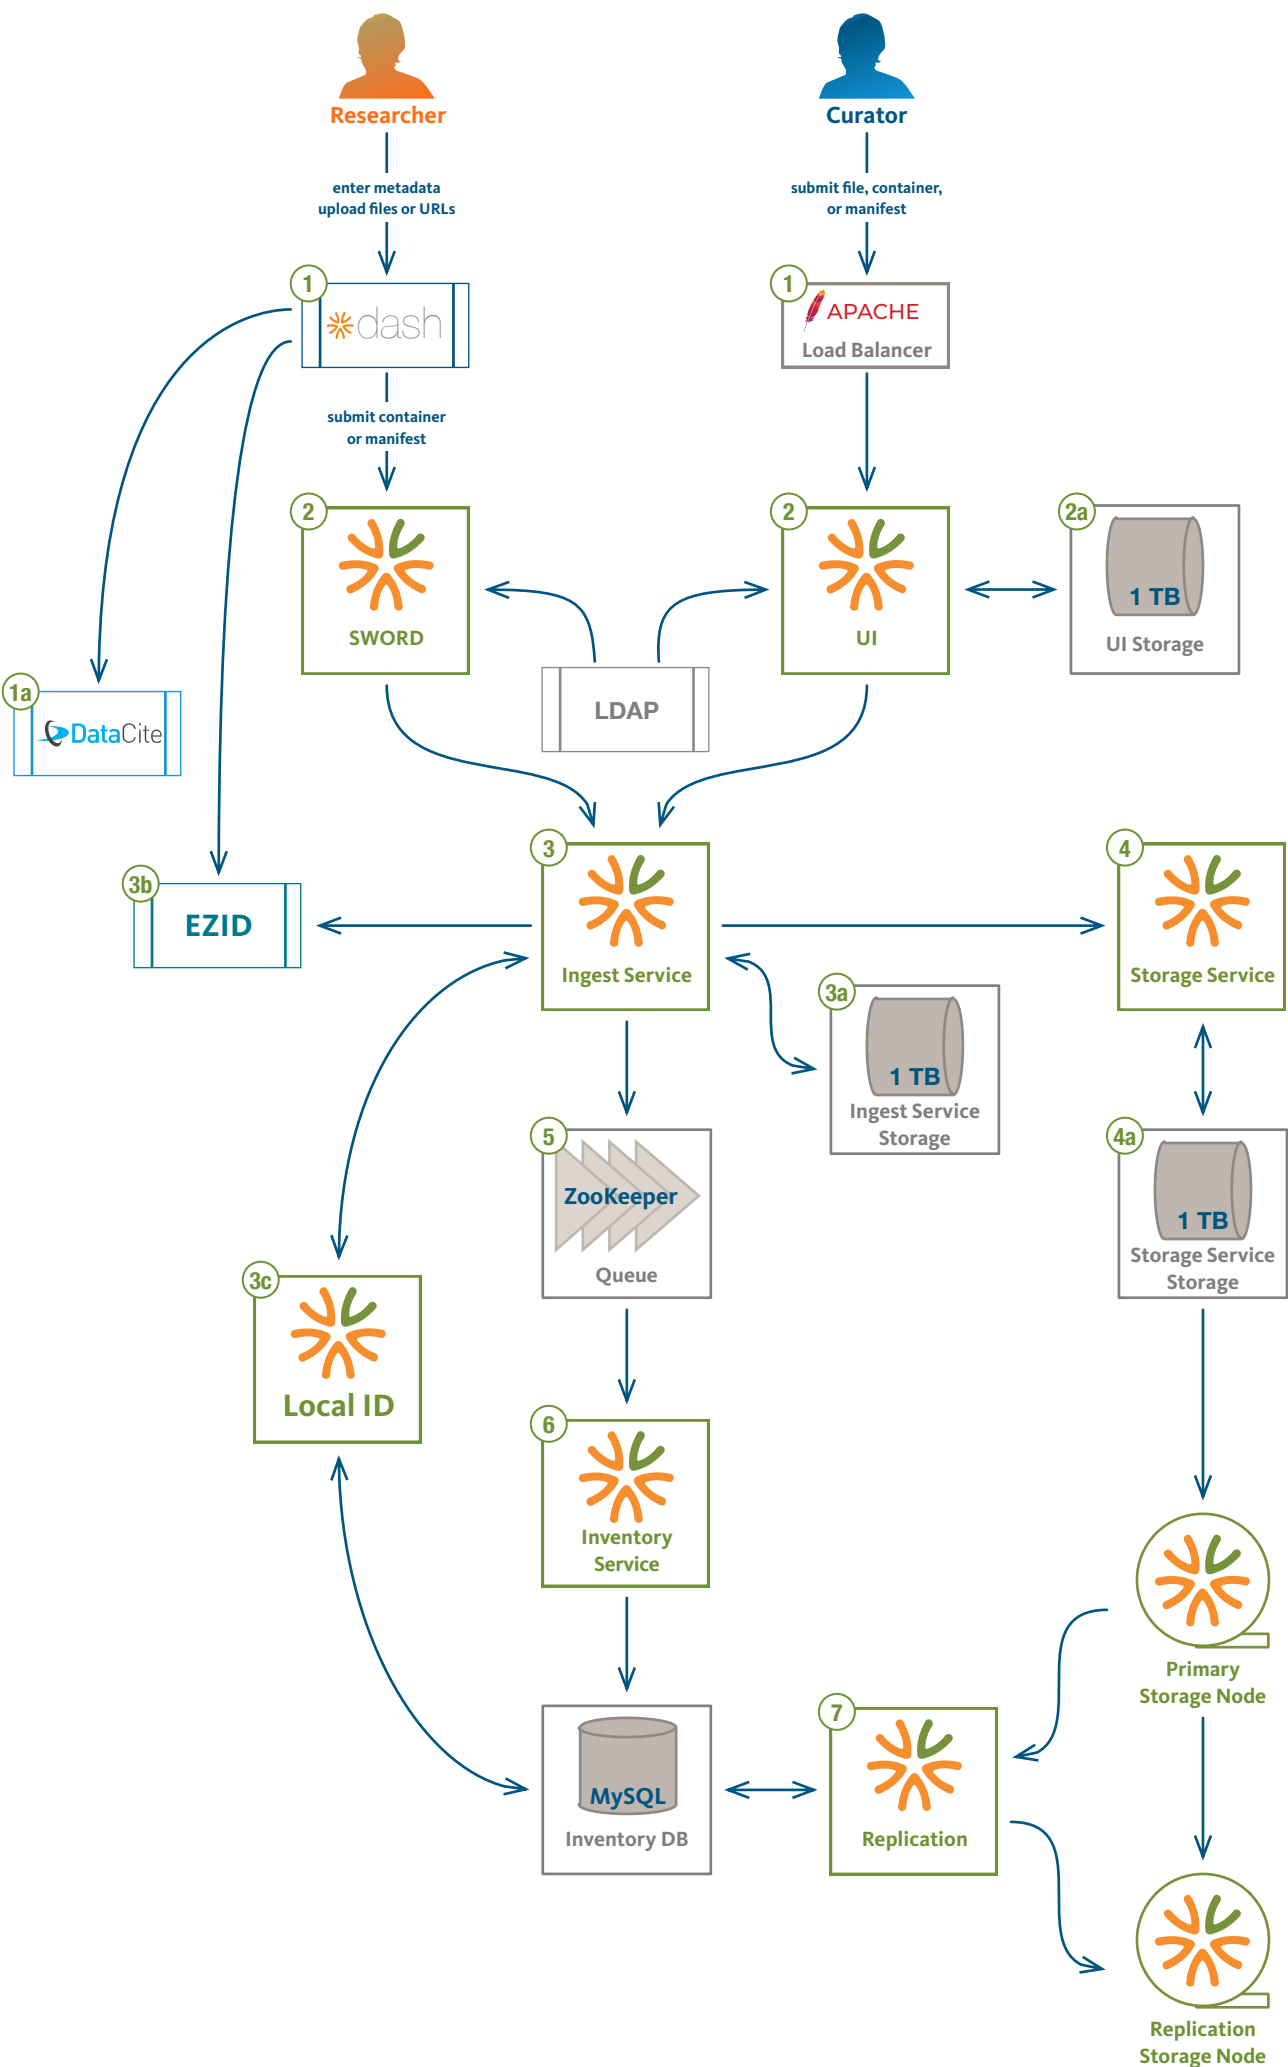 Researcher
Curator
enter metadata
upload files or URLs
submit file, container,
or manifest
1
dash
1
APACHE
Load Balancer
submit container
or manifest
2
SWORD
2
UI
2a
1 TB
UI Storage
LDAP
1a
DataCite
3
Ingest Service
4
Storage Service
3b
EZID
3a
1 TB
Ingest Service
Storage
5
ZooKeeper
Queue
4a
1 TB
Storage Service
Storage
3c
Local ID
6
Inventory
Service
Primary
Storage Node
MySQL
Inventory DB
7
Replication
Replication
Storage Node